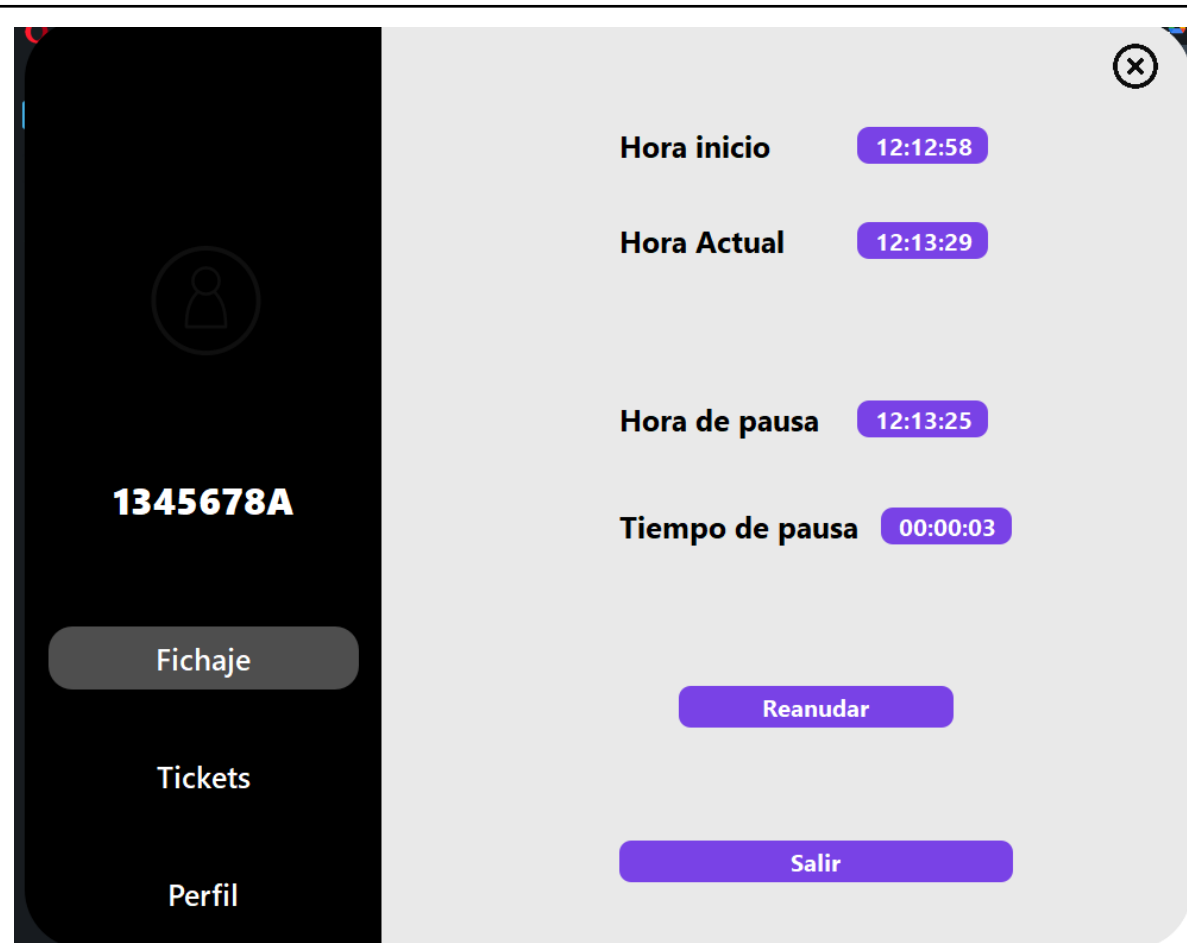 Hora inicio 12:12:58
Hora Actual 12:13:29
Hora de pausa 12:13:25
Tiempo de pausa 00:00:03
Reanudar
Salir
1345678A
Fichaje
Tickets
Perfil